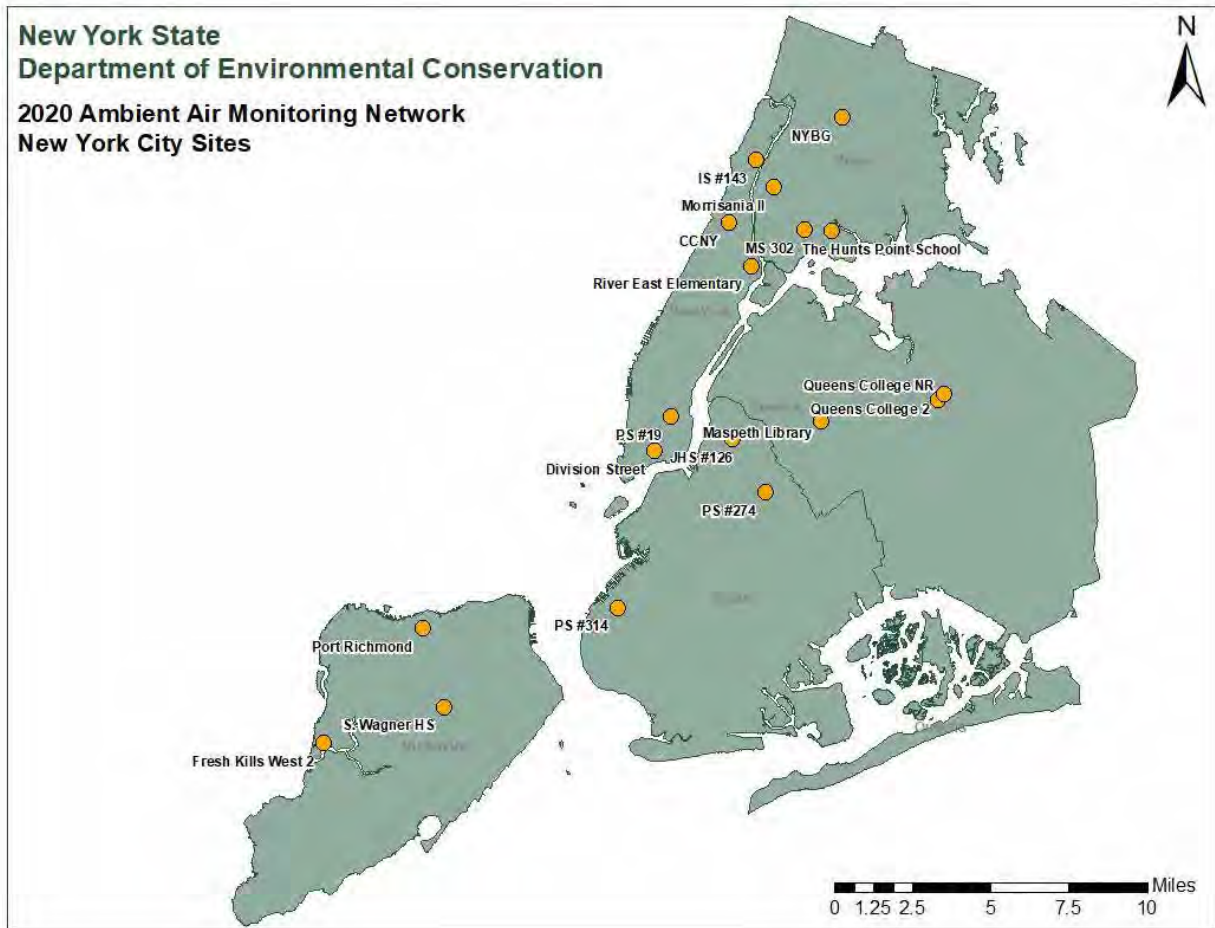 New York State
Department of Environmental Conservation
2020 Ambient Air Monitoring Network
New York City Sites
N
NYBG
IS #143
Morrisania II
CCNY
MS 302
The Hunts Point School
River East Elementary
Queens College NR
Queens College 2
PS #19
Maspeth Library
JHS #126
Division Street
PS #274
PS #314
Port Richmond
S. Wagner HS
Fresh Kills West 2
Miles
0 1.25 2.5 5 7.5 10